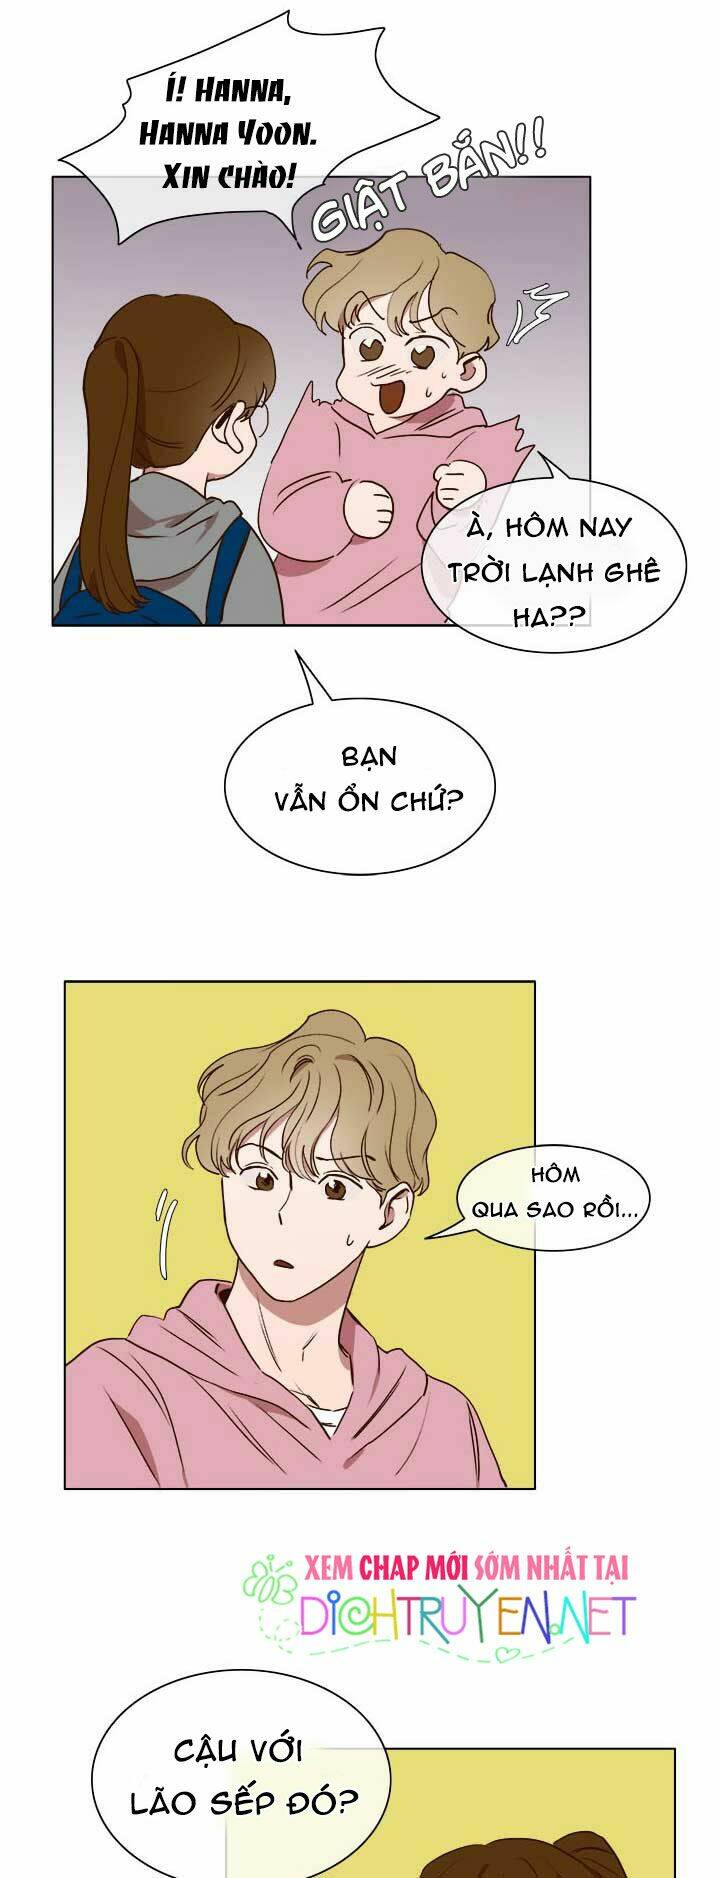 Í! HANNA,
HANNA YOON.
XIN CHÀO!
GIẬT BẮN!!
À, HÔM NAY
TRỜI LẠNH GHÊ
HA??
BẠN
VẪN ỔN CHỨ?
HÔM
QUA SAO RỒI...
XEM CHAP MỚI SỚM NHẤT TẠI
DICHTRUYEN.NET
CẬU VỚI
LÃO SẾP ĐÓ?